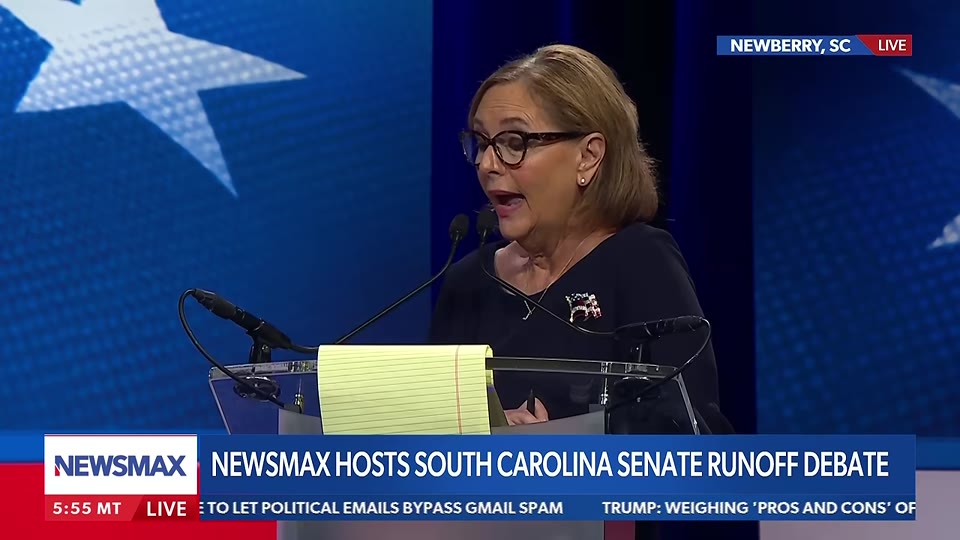 NEWBERRY, SC LIVE
NEWSMAX
NEWSMAX HOSTS SOUTH CAROLINA SENATE RUNOFF DEBATE
5:55 MT LIVE
E TO LET POLITICAL EMAILS BYPASS GMAIL SPAM TRUMP: WEIGHING 'PROS AND CONS' OF